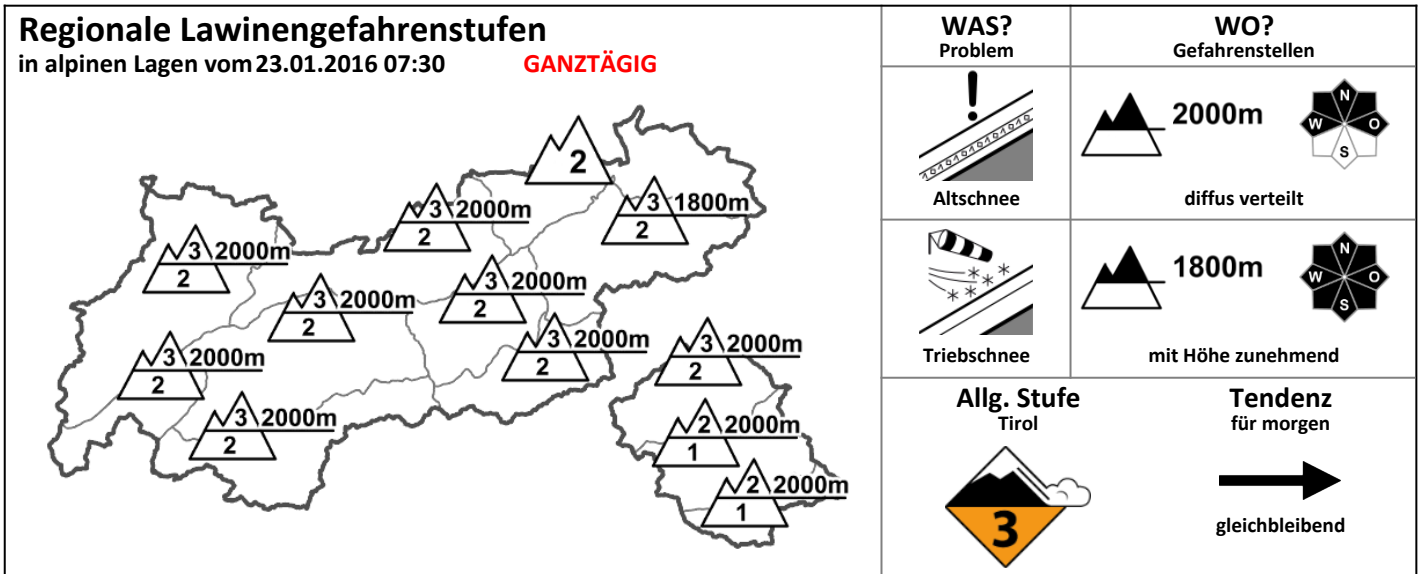 Regionale Lawinengefahrenstufen
in alpinen Lagen vom 23.01.2016 07:30 GANZTÄGIG
2
3 2000m
2
3 1800m
2
3 2000m
2
3 2000m
2
3 2000m
2
3 2000m
2
3 2000m
2
3 2000m
2
3 2000m
2
2 2000m
1
2 2000m
1
WAS?
Problem
WO?
Gefahrenstellen
!
Altschnee
2000m
N
W O
S
diffus verteilt
Triebschnee
1800m
N
W O
S
mit Höhe zunehmend
Allg. Stufe
Tirol
3
Tendenz
für morgen
gleichbleibend